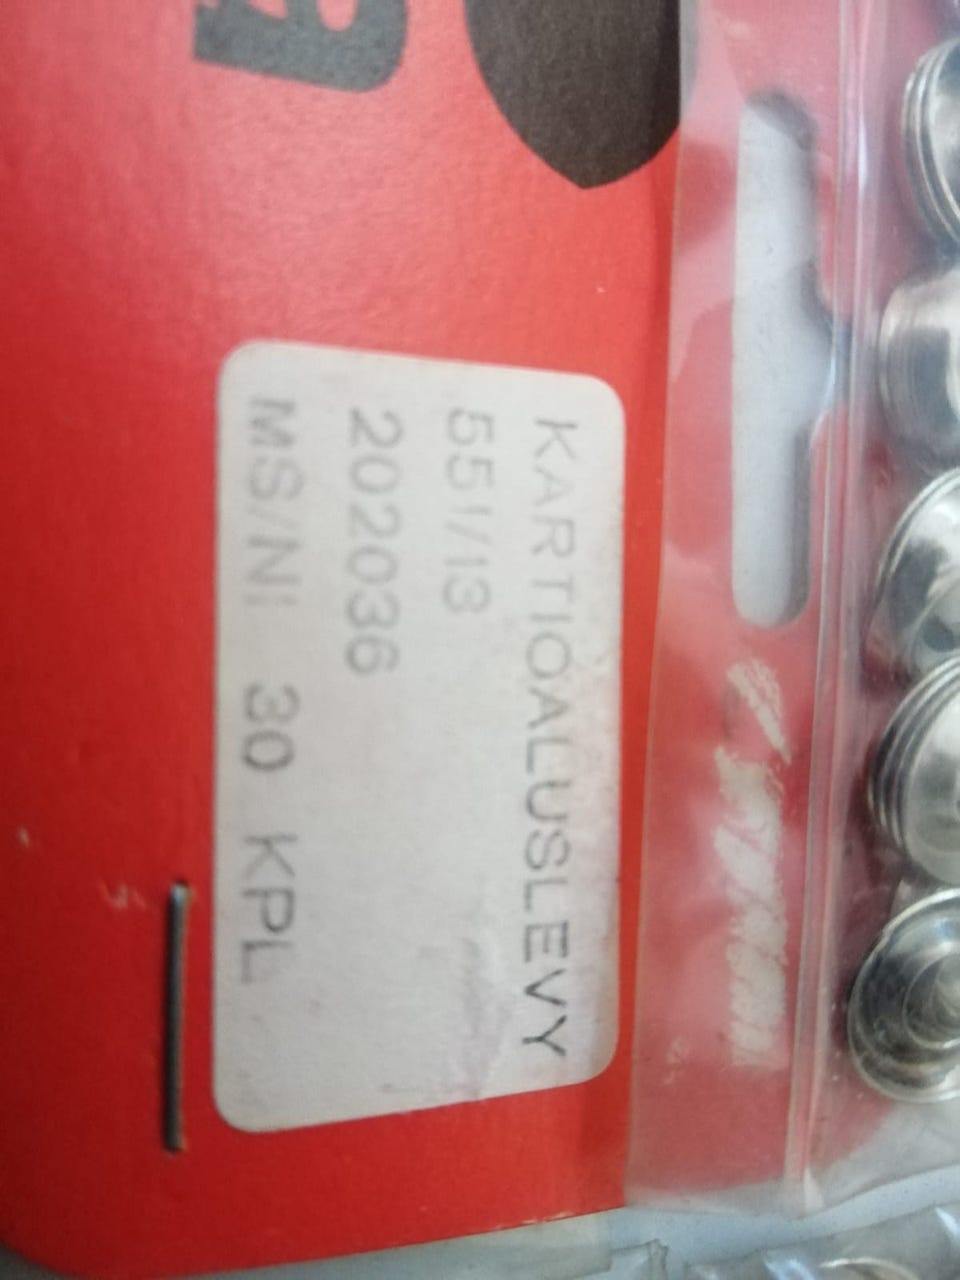 KARTIOALUSLEVY
551/13
202036
MS/NI 30 KPL